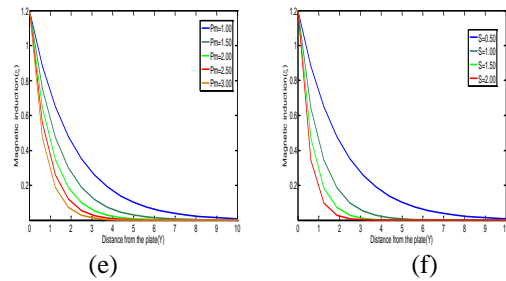 1.2
1
0.8
0.6
0.4
0.2
Magnetic induction(ξ)
0 1 2 3 4 5 6 7 8 9 10
Distance from the plate(Y)
Pm=1.00
Pm=1.50
Pm=2.00
Pm=2.50
Pm=3.00
(e)
1.2
1
0.8
0.6
0.4
0.2
Magnetic induction(ξ)
0 1 2 3 4 5 6 7 8 9 1
Distance from the plate(Y)
S=0.50
S=1.00
S=1.50
S=2.00
(f)